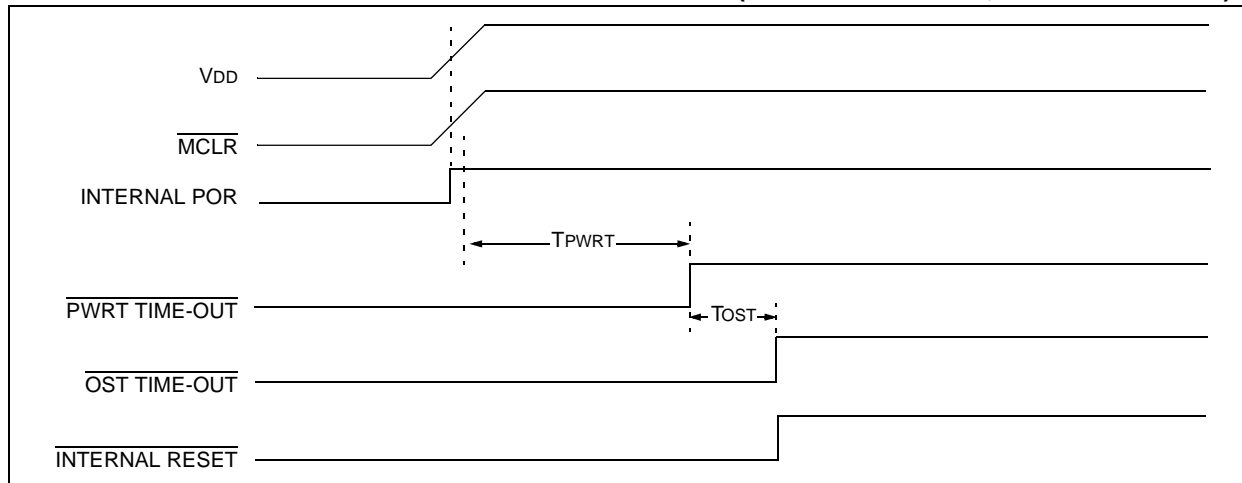 VDD
MCLR
INTERNAL POR
TPWRT
PWRT TIME-OUT
TOST
OST TIME-OUT
INTERNAL RESET